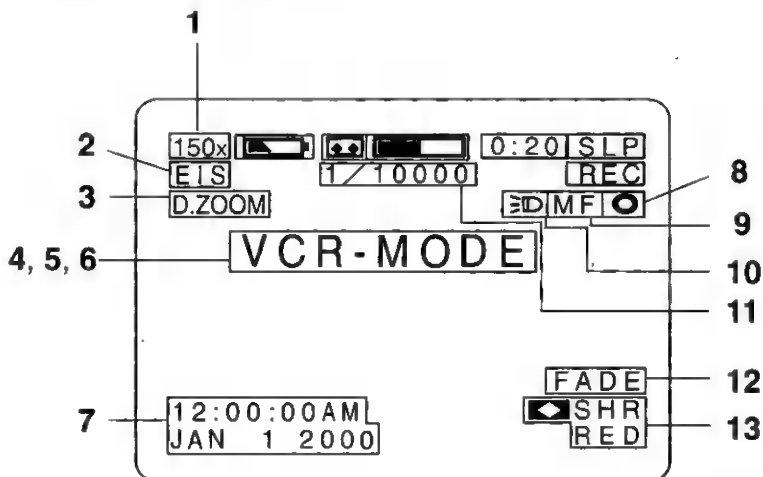 1
150x 0:20 SLP
2 EIS 1/10000 REC
3 D.ZOOM MF 8
9
4, 5, 6 VCR-MODE 10
11
FADE 12
7 12:00:00AM SHR 13
JAN 1 2000 RED